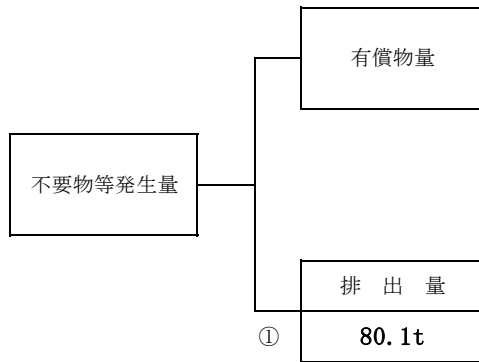 有償物量
不要物等発生量
排 出 量
① 80.1t